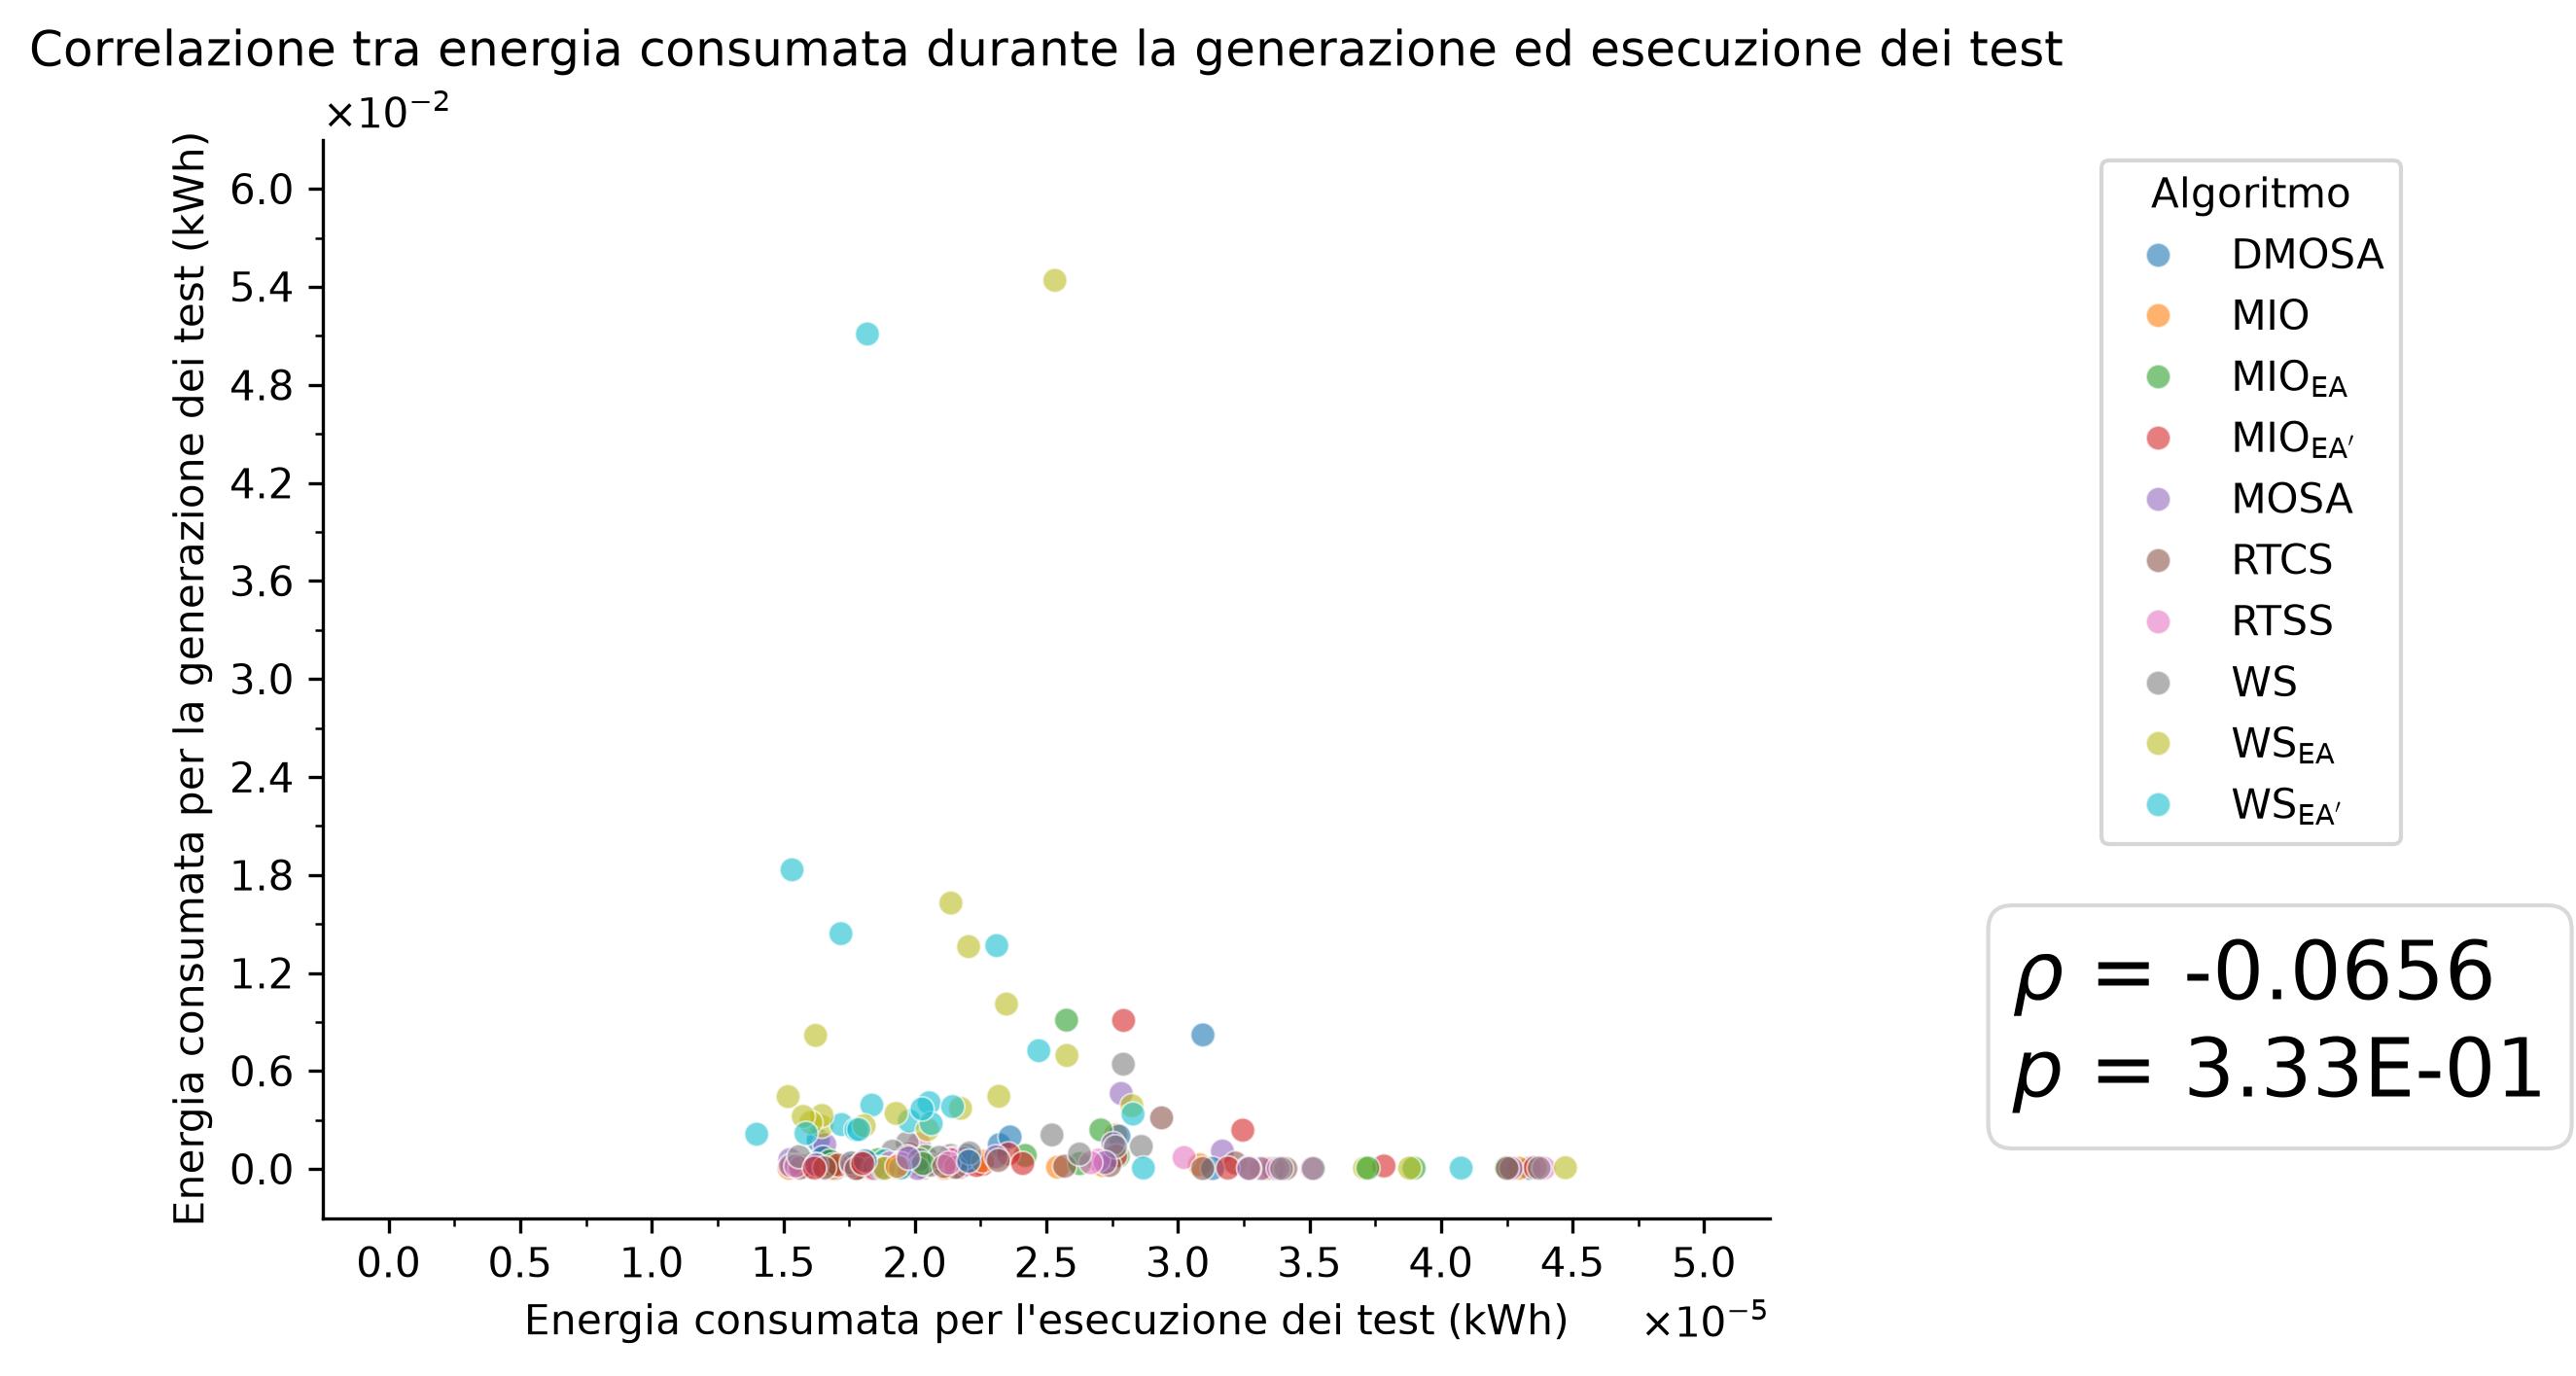 Correlazione tra energia consumata durante la generazione ed esecuzione dei test
×10⁻²
Energia consumata per la generazione dei test (kWh)
6.0
5.4
4.8
4.2
3.6
3.0
2.4
1.8
1.2
0.6
0.0
0.0 0.5 1.0 1.5 2.0 2.5 3.0 3.5 4.0 4.5 5.0
Energia consumata per l'esecuzione dei test (kWh)
×10⁻⁵
Algoritmo
DMOSA
MIO
MIO_EA
MIO_EA′
MOSA
RTCS
RTSS
WS
WS_EA
WS_EA′
ρ = -0.0656
p = 3.33E-01